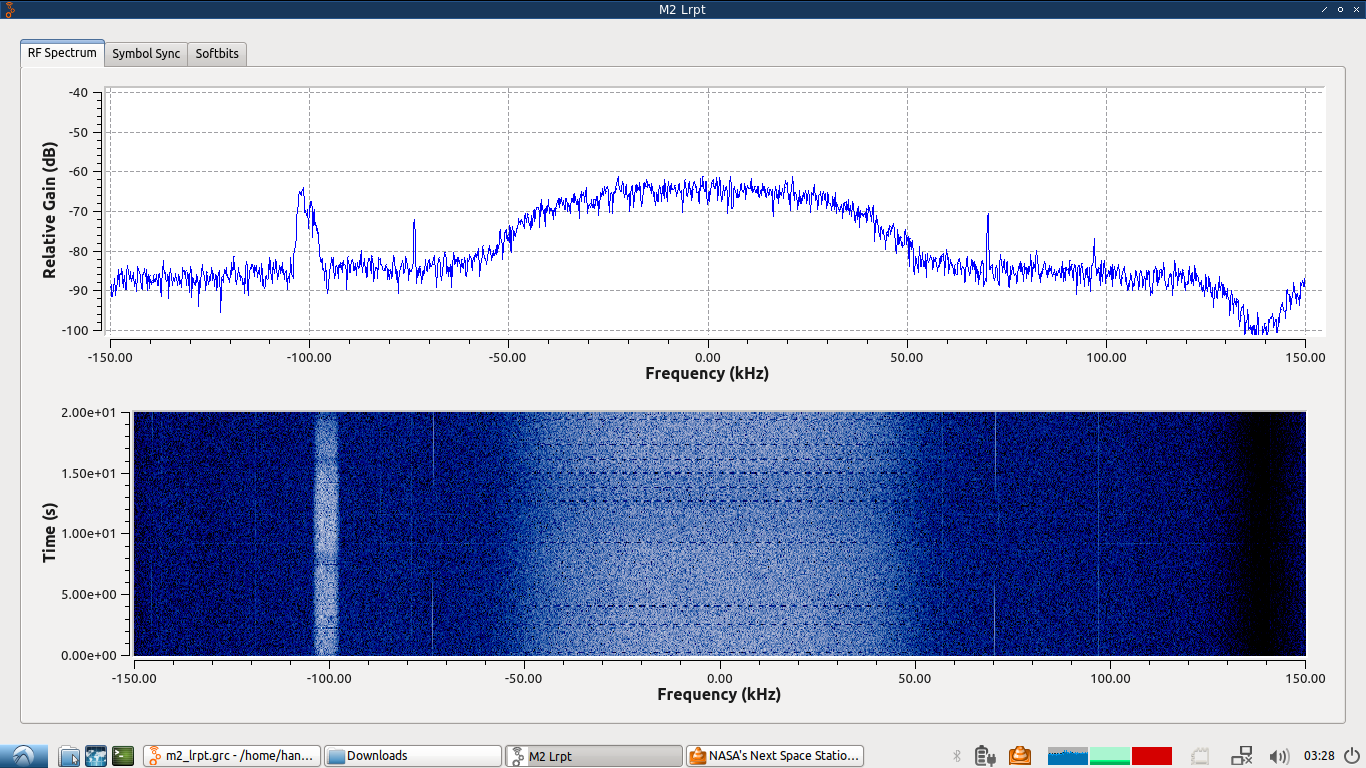 M2 Lrpt
RF Spectrum Symbol Sync Softbits
-40
-50
-60
-70
-80
-90
-100
Relative Gain (dB)
-150.00 -100.00 -50.00 0.00 50.00 100.00 150.00
Frequency (kHz)
2.00e+01
1.50e+01
1.00e+01
5.00e+00
0.00e+00
Time (s)
-150.00 -100.00 -50.00 0.00 50.00 100.00 150.00
Frequency (kHz)
m2_lrpt.grc - /home/han... Downloads M2 Lrpt NASA's Next Space Statio... 03:28